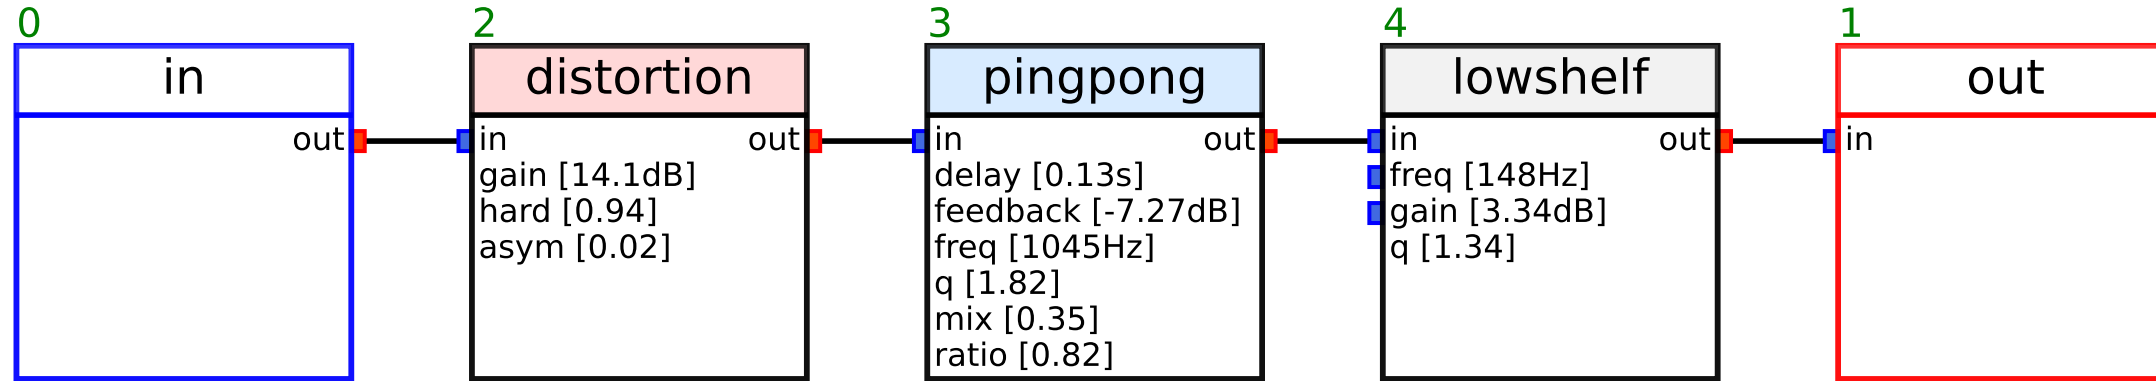 0
in
out
2
distortion
in out
gain [14.1dB]
hard [0.94]
asym [0.02]
3
pingpong
in out
delay [0.13s]
feedback [-7.27dB]
freq [1045Hz]
q [1.82]
mix [0.35]
ratio [0.82]
4
lowshelf
in out
freq [148Hz]
gain [3.34dB]
q [1.34]
1
out
in